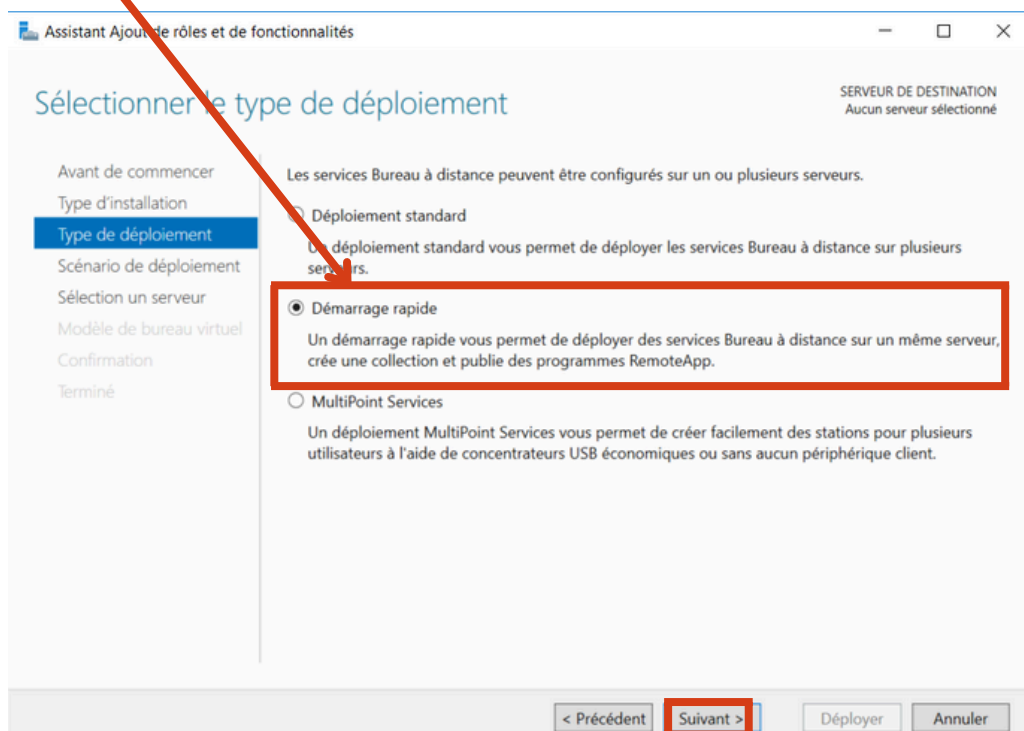 Assistant Ajout de rôles et de fonctionnalités
Sélectionner le type de déploiement
SERVEUR DE DESTINATION
Aucun serveur sélectionné
Avant de commencer
Type d'installation
Type de déploiement
Scénario de déploiement
Sélection un serveur
Modèle de bureau virtuel
Confirmation
Terminé
Les services Bureau à distance peuvent être configurés sur un ou plusieurs serveurs.
Déploiement standard
Un déploiement standard vous permet de déployer les services Bureau à distance sur plusieurs
serveurs.
Démarrage rapide
Un démarrage rapide vous permet de déployer des services Bureau à distance sur un même serveur,
crée une collection et publie des programmes RemoteApp.
MultiPoint Services
Un déploiement MultiPoint Services vous permet de créer facilement des stations pour plusieurs
utilisateurs à l'aide de concentrateurs USB économiques ou sans aucun périphérique client.
< Précédent Suivant > Déployer Annuler